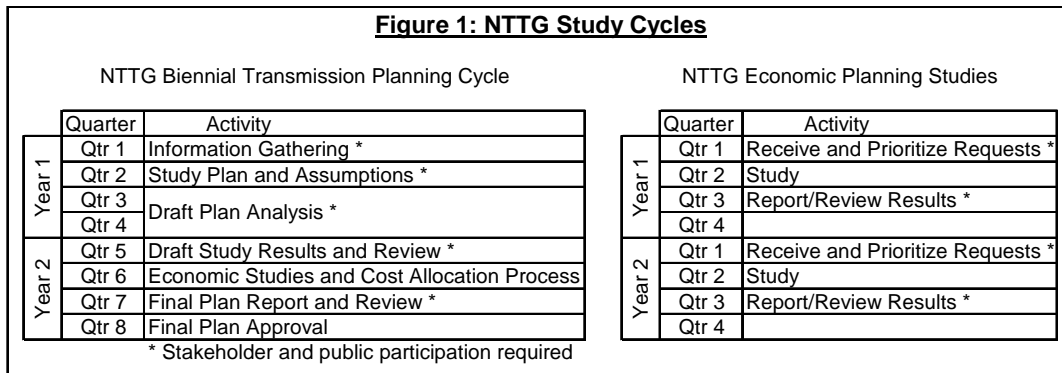 Figure 1: NTTG Study Cycles
NTTG Biennial Transmission Planning Cycle
Quarter Activity
Year 1
Qtr 1 Information Gathering *
Qtr 2 Study Plan and Assumptions *
Qtr 3
Draft Plan Analysis *
Qtr 4
Year 2
Qtr 5 Draft Study Results and Review *
Qtr 6 Economic Studies and Cost Allocation Process
Qtr 7 Final Plan Report and Review *
Qtr 8 Final Plan Approval
* Stakeholder and public participation required
NTTG Economic Planning Studies
Quarter Activity
Year 1
Qtr 1 Receive and Prioritize Requests *
Qtr 2 Study
Qtr 3 Report/Review Results *
Qtr 4
Year 2
Qtr 1 Receive and Prioritize Requests *
Qtr 2 Study
Qtr 3 Report/Review Results *
Qtr 4